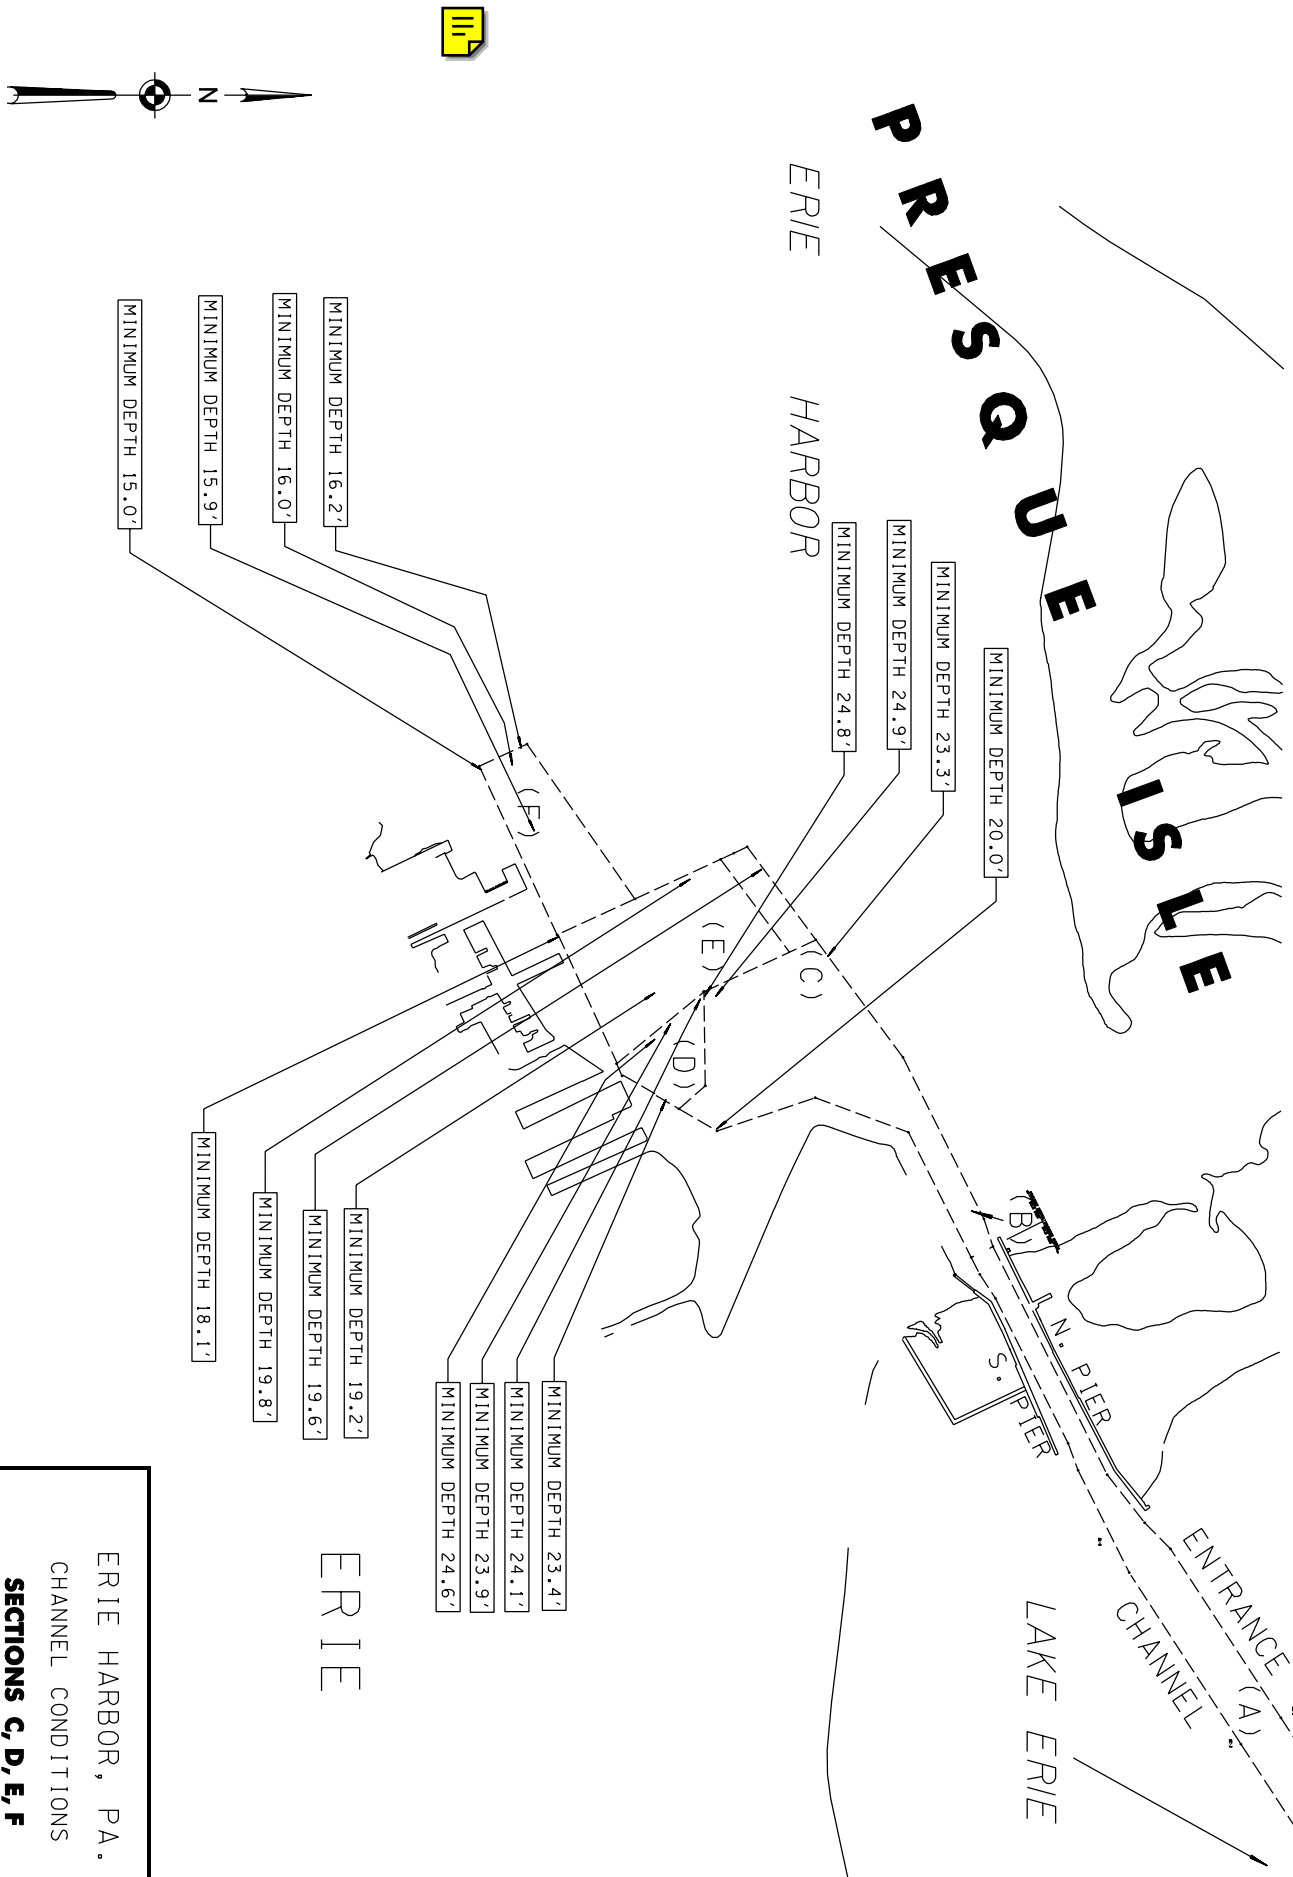 N
PRESQUE
ISLE
ERIE
HARBOR
MINIMUM DEPTH 20.0'
MINIMUM DEPTH 23.3'
MINIMUM DEPTH 24.9'
MINIMUM DEPTH 24.8'
MINIMUM DEPTH 16.2'
MINIMUM DEPTH 16.0'
MINIMUM DEPTH 15.9'
MINIMUM DEPTH 15.0'
(F)
(E)
(C)
(D)
(B)
N. PIER
S. PIER
ENTRANCE
(A)
CHANNEL
LAKE ERIE
MINIMUM DEPTH 23.4'
MINIMUM DEPTH 24.1'
MINIMUM DEPTH 23.9'
MINIMUM DEPTH 24.6'
MINIMUM DEPTH 19.2'
MINIMUM DEPTH 19.6'
MINIMUM DEPTH 19.8'
MINIMUM DEPTH 18.1'
ERIE
ERIE HARBOR, PA.
CHANNEL CONDITIONS
SECTIONS C, D, E, F